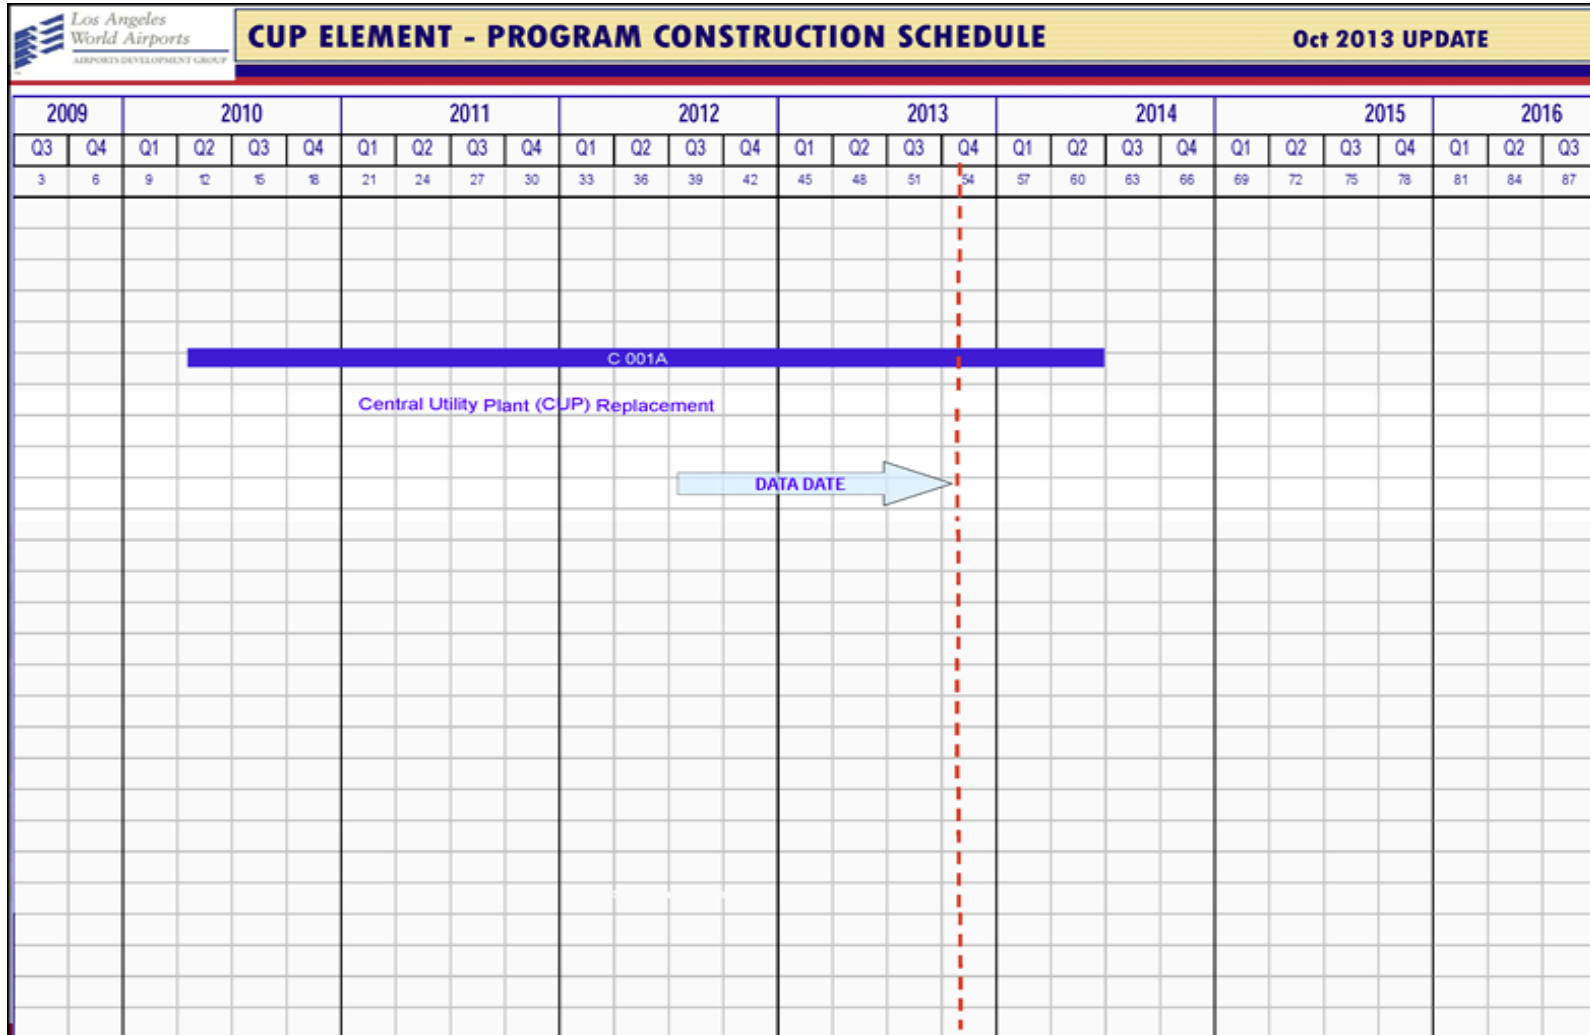 Los Angeles
World Airports
AIRPORTS DEVELOPMENT GROUP
CUP ELEMENT - PROGRAM CONSTRUCTION SCHEDULE
Oct 2013 UPDATE
2009 2010 2011 2012 2013 2014 2015 2016
Q3 Q4 Q1 Q2 Q3 Q4 Q1 Q2 Q3 Q4 Q1 Q2 Q3 Q4 Q1 Q2 Q3 Q4 Q1 Q2 Q3 Q4 Q1 Q2 Q3 Q4 Q1 Q2 Q3
3 6 9 12 15 18 21 24 27 30 33 36 39 42 45 48 51 54 57 60 63 66 69 72 75 78 81 84 87
C 001A
Central Utility Plant (CUP) Replacement
DATA DATE